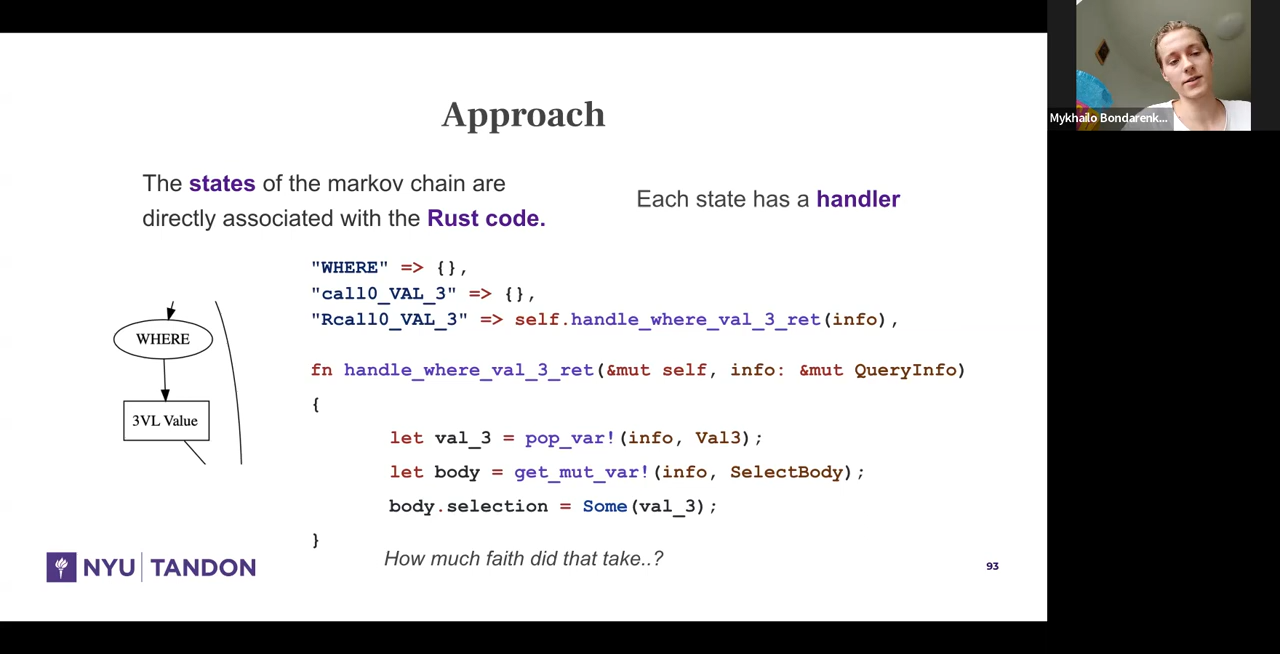 Approach
The states of the markov chain are
directly associated with the Rust code.
Each state has a handler
"WHERE" => {},
"call0_VAL_3" => {},
"Rcall0_VAL_3" => self.handle_where_val_3_ret(info),
WHERE
3VL Value
fn handle_where_val_3_ret(&mut self, info: &mut QueryInfo)
{
let val_3 = pop_var!(info, Val3);
let body = get_mut_var!(info, SelectBody);
body.selection = Some(val_3);
}
How much faith did that take..?
NYU | TANDON
93
Mykhailo Bondarenk...